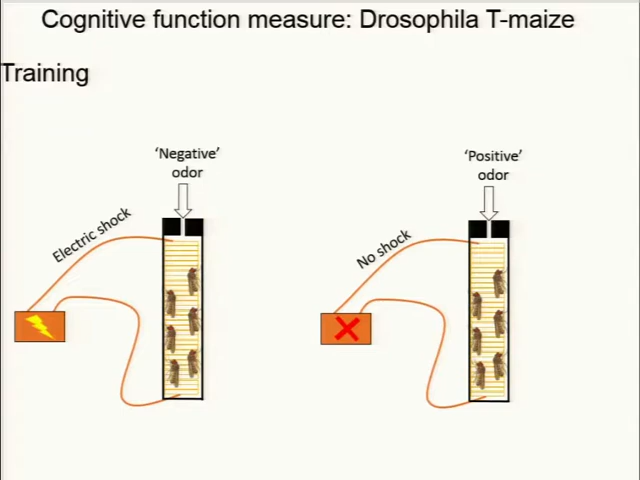 Cognitive function measure: Drosophila T-maize
Training
‘Negative’
odor
‘Positive’
odor
Electric shock
No shock